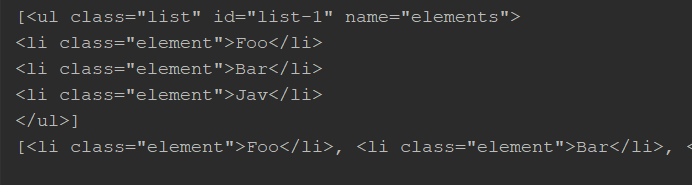 [<ul class="list" id="list-1" name="elements">
<li class="element">Foo</li>
<li class="element">Bar</li>
<li class="element">Jav</li>
</ul>]
[<li class="element">Foo</li>, <li class="element">Bar</li>, <